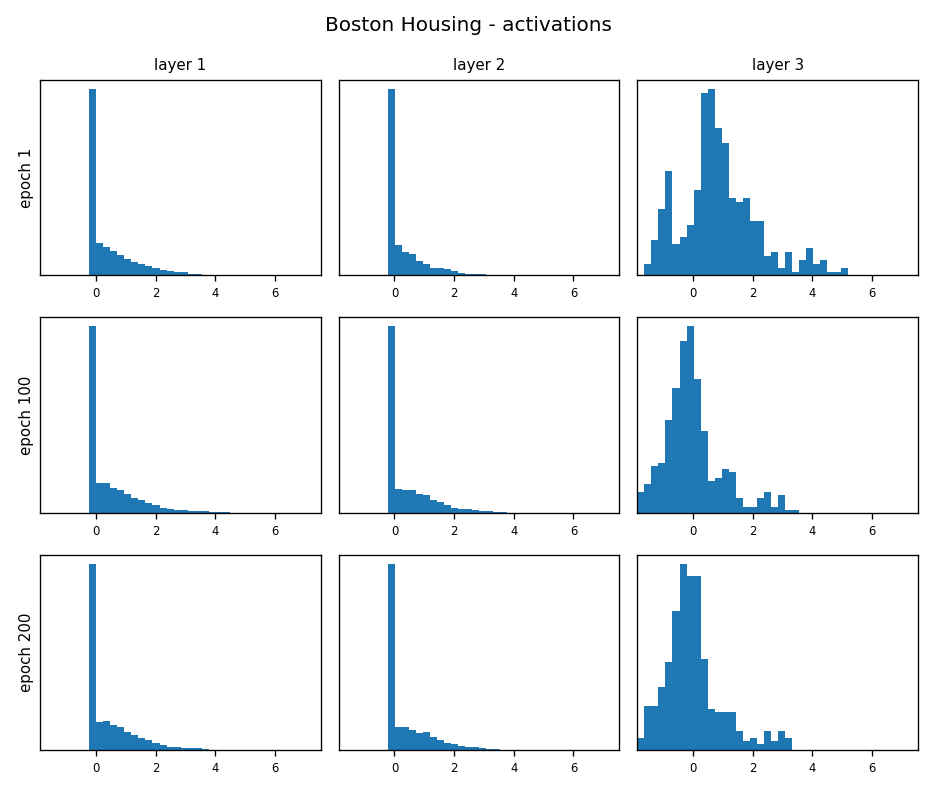 Boston Housing - activations
layer 1 layer 2 layer 3
epoch 1
0 2 4 6 0 2 4 6 0 2 4 6
epoch 100
0 2 4 6 0 2 4 6 0 2 4 6
epoch 200
0 2 4 6 0 2 4 6 0 2 4 6